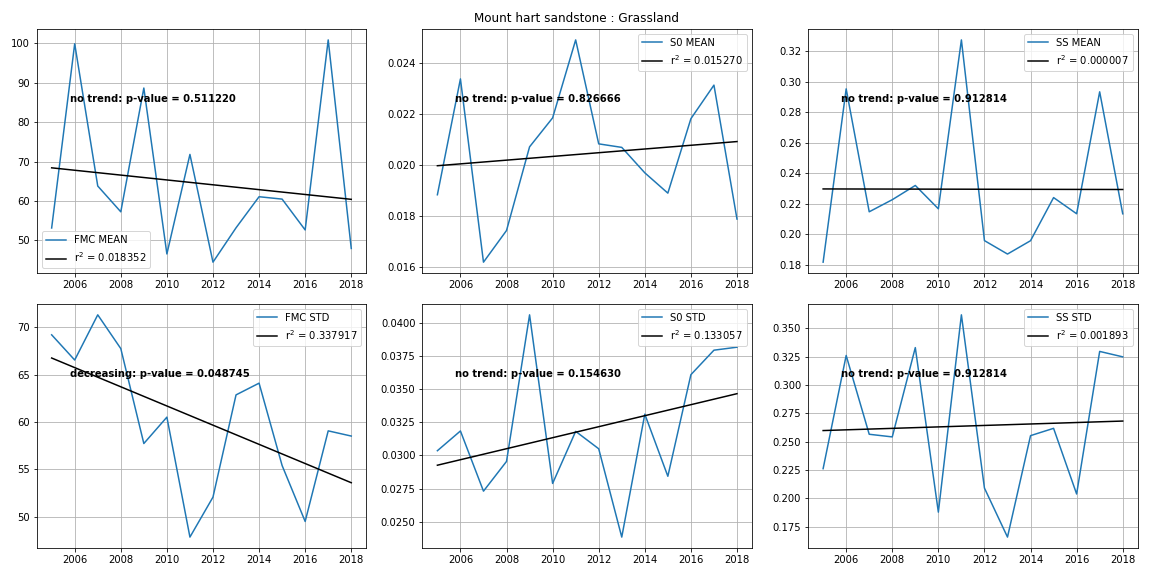 Mount hart sandstone : Grassland
100
90
80
70
60
50
no trend: p-value = 0.511220
FMC MEAN
r² = 0.018352
2006 2008 2010 2012 2014 2016 2018
0.024
0.022
0.020
0.018
0.016
S0 MEAN
r² = 0.015270
no trend: p-value = 0.826666
2006 2008 2010 2012 2014 2016 2018
0.32
0.30
0.28
0.26
0.24
0.22
0.20
0.18
SS MEAN
r² = 0.000007
no trend: p-value = 0.912814
2006 2008 2010 2012 2014 2016 2018
70
65
60
55
50
FMC STD
r² = 0.337917
decreasing: p-value = 0.048745
2006 2008 2010 2012 2014 2016 2018
0.0400
0.0375
0.0350
0.0325
0.0300
0.0275
0.0250
S0 STD
r² = 0.133057
no trend: p-value = 0.154630
2006 2008 2010 2012 2014 2016 2018
0.350
0.325
0.300
0.275
0.250
0.225
0.200
0.175
SS STD
r² = 0.001893
no trend: p-value = 0.912814
2006 2008 2010 2012 2014 2016 2018